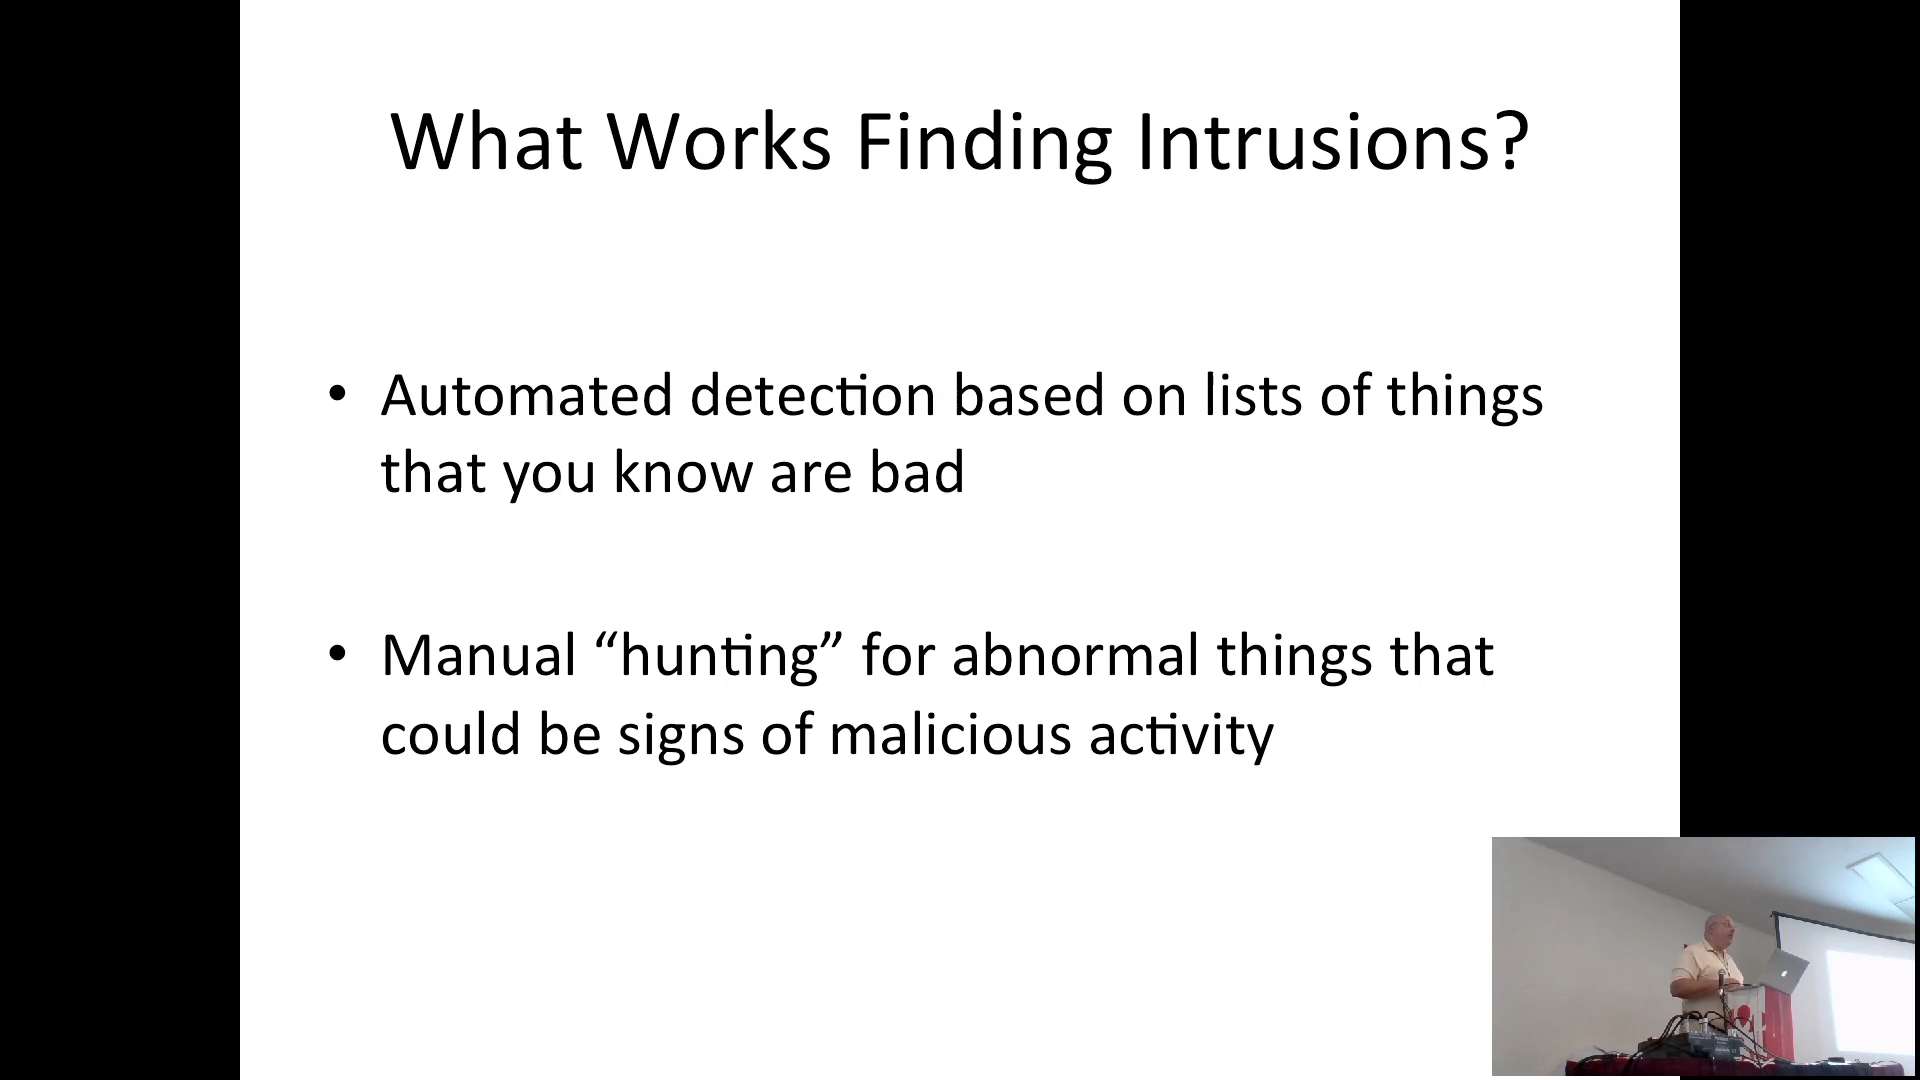 What Works Finding Intrusions?
• Automated detection based on lists of things
that you know are bad
• Manual “hunting” for abnormal things that
could be signs of malicious activity